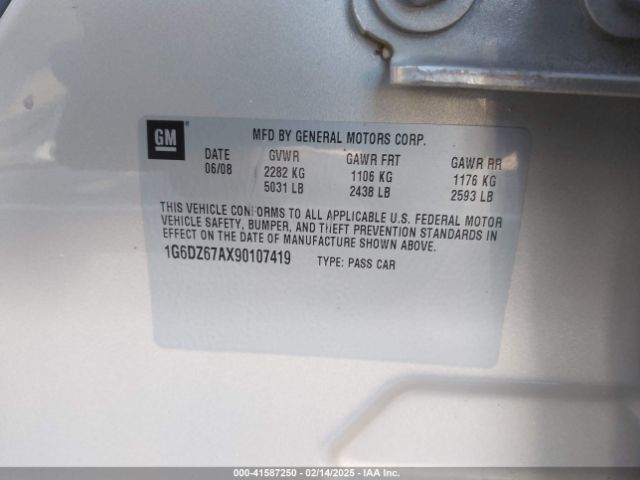 GM
MFD BY GENERAL MOTORS CORP.
DATE GVWR GAWR FRT GAWR RR
06/08 2282 KG 1106 KG 1176 KG
5031 LB 2438 LB 2593 LB
THIS VEHICLE CONFORMS TO ALL APPLICABLE U.S. FEDERAL MOTOR
VEHICLE SAFETY, BUMPER, AND THEFT PREVENTION STANDARDS IN
EFFECT ON THE DATE OF MANUFACTURE SHOWN ABOVE.
1G6DZ67AX90107419 TYPE: PASS CAR
000-41587250 - 02/14/2025 - IAAI.COM